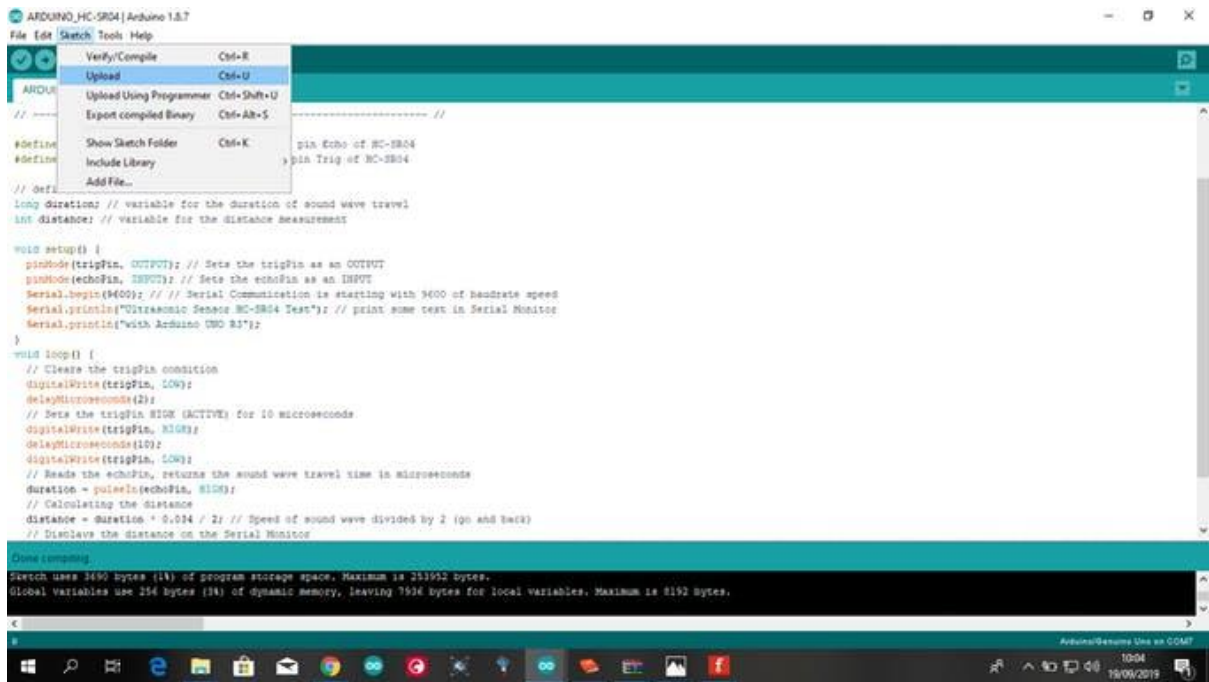 ARDUINO_HC-SR04 | Arduino 1.8.7
File Edit Sketch Tools Help
Verify/Compile Ctrl+R
Upload Ctrl+U
ARDUI
Upload Using Programmer Ctrl+Shift+U
Export compiled Binary Ctrl+Alt+S
Show Sketch Folder Ctrl+K
Include Library
Add File...
#define pin Echo of HC-SR04
#define pin Trig of HC-SR04
// defi
long duration; // variable for the duration of sound wave travel
int distance; // variable for the distance measurement
void setup() {
pinMode(trigPin, OUTPUT); // Sets the trigPin as an OUTPUT
pinMode(echoPin, INPUT); // Sets the echoPin as an INPUT
Serial.begin(9600); // // Serial Communication is starting with 9600 of baudrate speed
Serial.println("Ultrasonic Sensor HC-SR04 Test"); // print some text in Serial Monitor
Serial.println("with Arduino UNO R3");
}
void loop() {
// Clears the trigPin condition
digitalWrite(trigPin, LOW);
delayMicroseconds(2);
// Sets the trigPin HIGH (ACTIVE) for 10 microseconds
digitalWrite(trigPin, HIGH);
delayMicroseconds(10);
digitalWrite(trigPin, LOW);
// Reads the echoPin, returns the sound wave travel time in microseconds
duration = pulseIn(echoPin, HIGH);
// Calculating the distance
distance = duration * 0.034 / 2; // Speed of sound wave divided by 2 (go and back)
// Displays the distance on the Serial Monitor
Done compiling.
Sketch uses 3690 bytes (1%) of program storage space. Maximum is 253952 bytes.
Global variables use 256 bytes (3%) of dynamic memory, leaving 7936 bytes for local variables. Maximum is 8192 bytes.
Arduino/Genuino Uno on COM7
10:04
19/09/2019